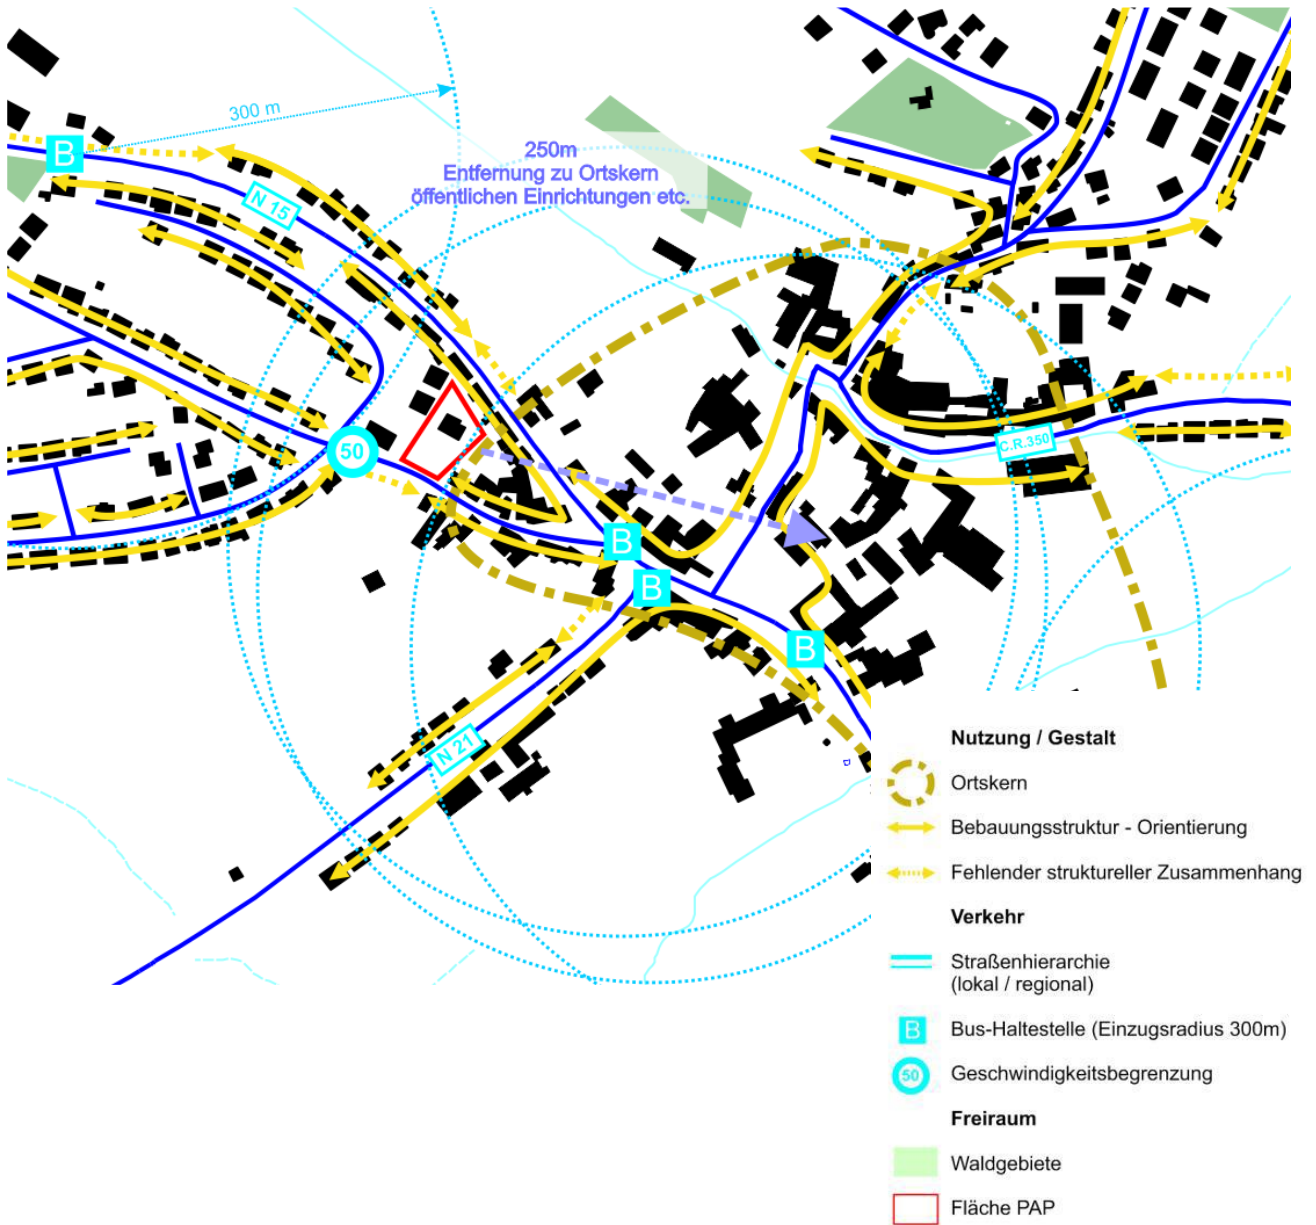 300 m
B
250m
Entfernung zu Ortskern
öffentlichen Einrichtungen etc.
N 15
50
C.R.350
B
B
B
N 21
D
Nutzung / Gestalt
Ortskern
Bebauungsstruktur - Orientierung
Fehlender struktureller Zusammenhang
Verkehr
Straßenhierarchie
(lokal / regional)
B Bus-Haltestelle (Einzugsradius 300m)
50 Geschwindigkeitsbegrenzung
Freiraum
Waldgebiete
Fläche PAP